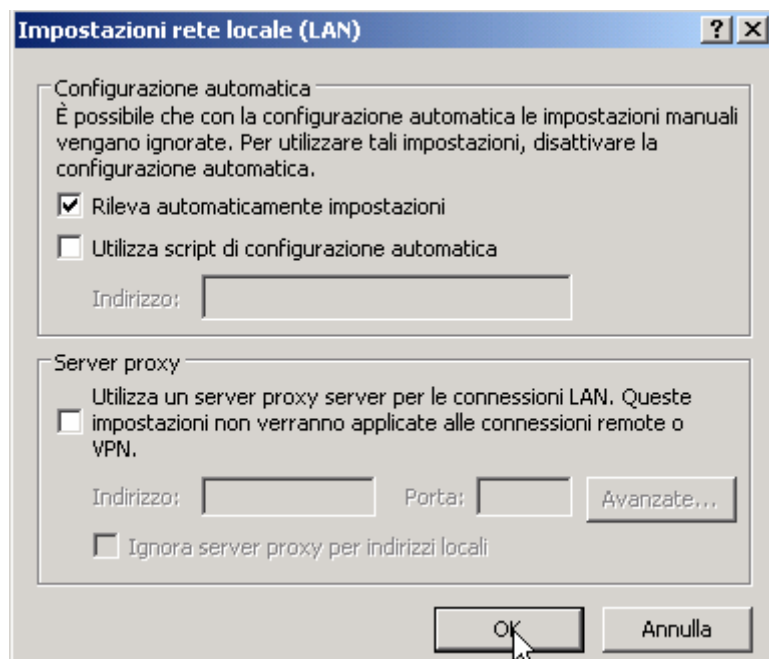 Impostazioni rete locale (LAN)
Configurazione automatica
È possibile che con la configurazione automatica le impostazioni manuali
vengano ignorate. Per utilizzare tali impostazioni, disattivare la
configurazione automatica.
Rileva automaticamente impostazioni
Utilizza script di configurazione automatica
Indirizzo:
Server proxy
Utilizza un server proxy server per le connessioni LAN. Queste
impostazioni non verranno applicate alle connessioni remote o
VPN.
Indirizzo: Porta: Avanzate...
Ignora server proxy per indirizzi locali
OK Annulla